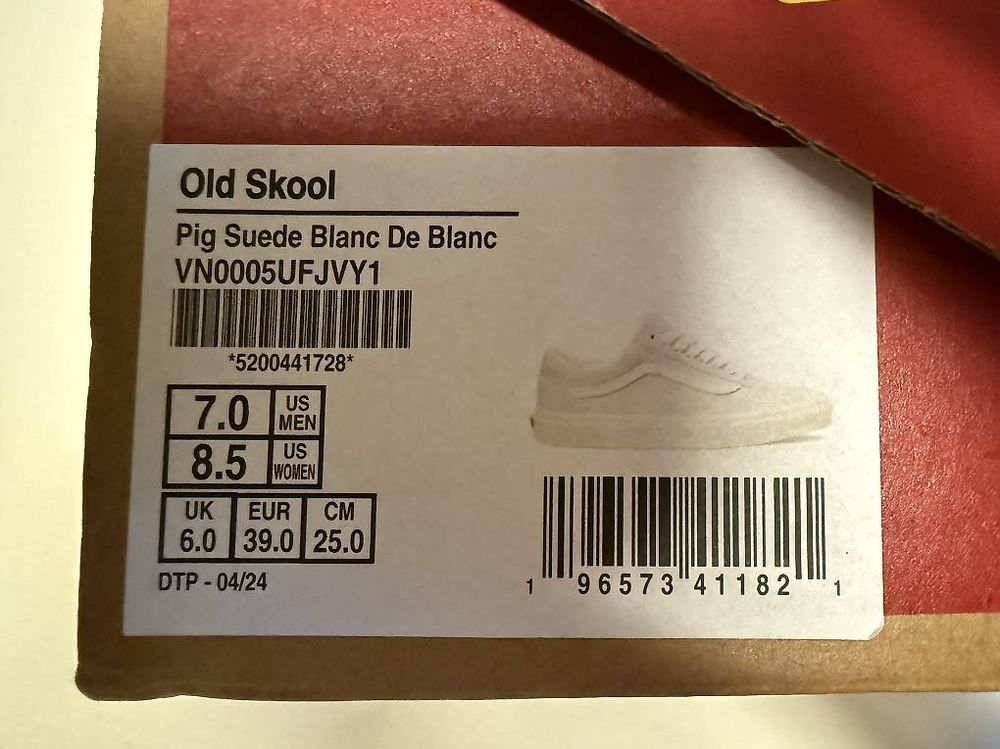 Old Skool
Pig Suede Blanc De Blanc
VN0005UFJVY1
*5200441728*
7.0 US MEN
8.5 US WOMEN
UK EUR CM
6.0 39.0 25.0
DTP - 04/24
1 96573 41182 1